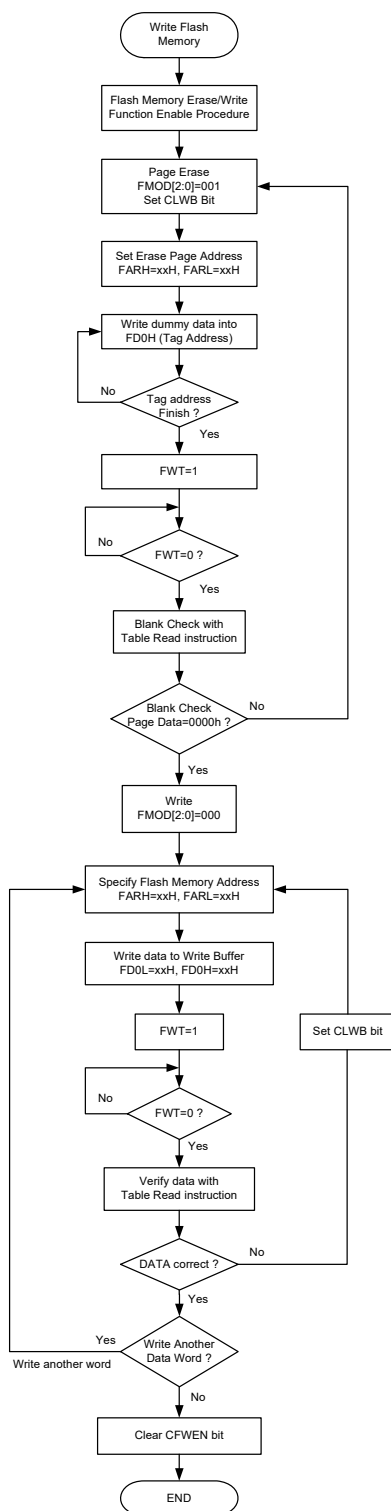 Write Flash
Memory
Flash Memory Erase/Write
Function Enable Procedure
Page Erase
FMOD[2:0]=001
Set CLWB Bit
Set Erase Page Address
FARH=xxH, FARL=xxH
Write dummy data into
FD0H (Tag Address)
No
Tag address
Finish ?
Yes
FWT=1
No
FWT=0 ?
Yes
Blank Check with
Table Read instruction
Blank Check
Page Data=0000h ?
No
Yes
Write
FMOD[2:0]=000
Specify Flash Memory Address
FARH=xxH, FARL=xxH
Write data to Write Buffer
FD0L=xxH, FD0H=xxH
FWT=1
Set CLWB bit
No
FWT=0 ?
Yes
Verify data with
Table Read instruction
DATA correct ?
No
Yes
Yes
Write another word
Write Another
Data Word ?
No
Clear CFWEN bit
END